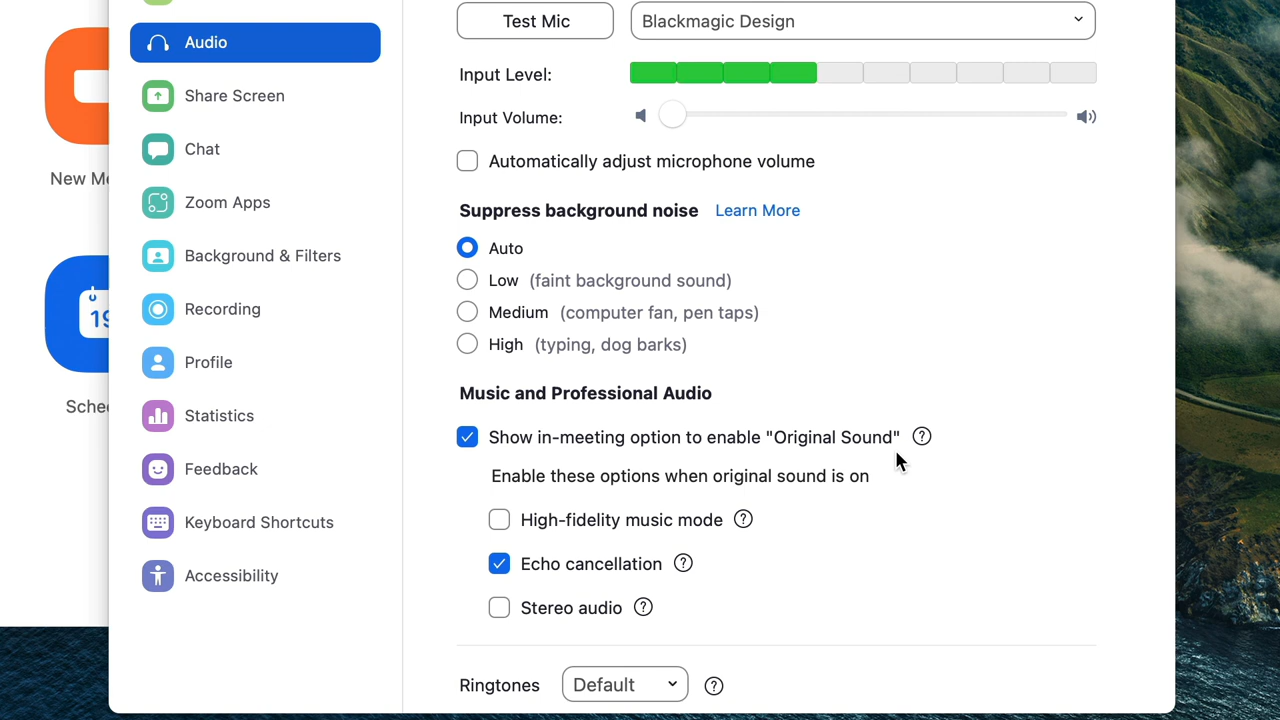 Test Mic
Blackmagic Design
Audio
Input Level:
Share Screen
Input Volume:
Chat
Automatically adjust microphone volume
New
Zoom Apps
Suppress background noise Learn More
Auto
Background & Filters
Low (faint background sound)
Recording
Medium (computer fan, pen taps)
High (typing, dog barks)
Profile
Music and Professional Audio
Statistics
Show in-meeting option to enable "Original Sound"
Feedback
Enable these options when original sound is on
Keyboard Shortcuts
High-fidelity music mode
Echo cancellation
Accessibility
Stereo audio
Ringtones
Default